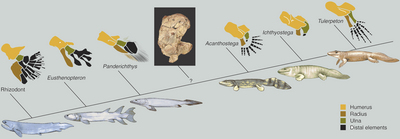 Rhizodont
Eusthenopteron
Panderichthys
?
Acanthostega
Ichthyostega
Tulerpeton
Humerus
Radius
Ulna
Distal elements